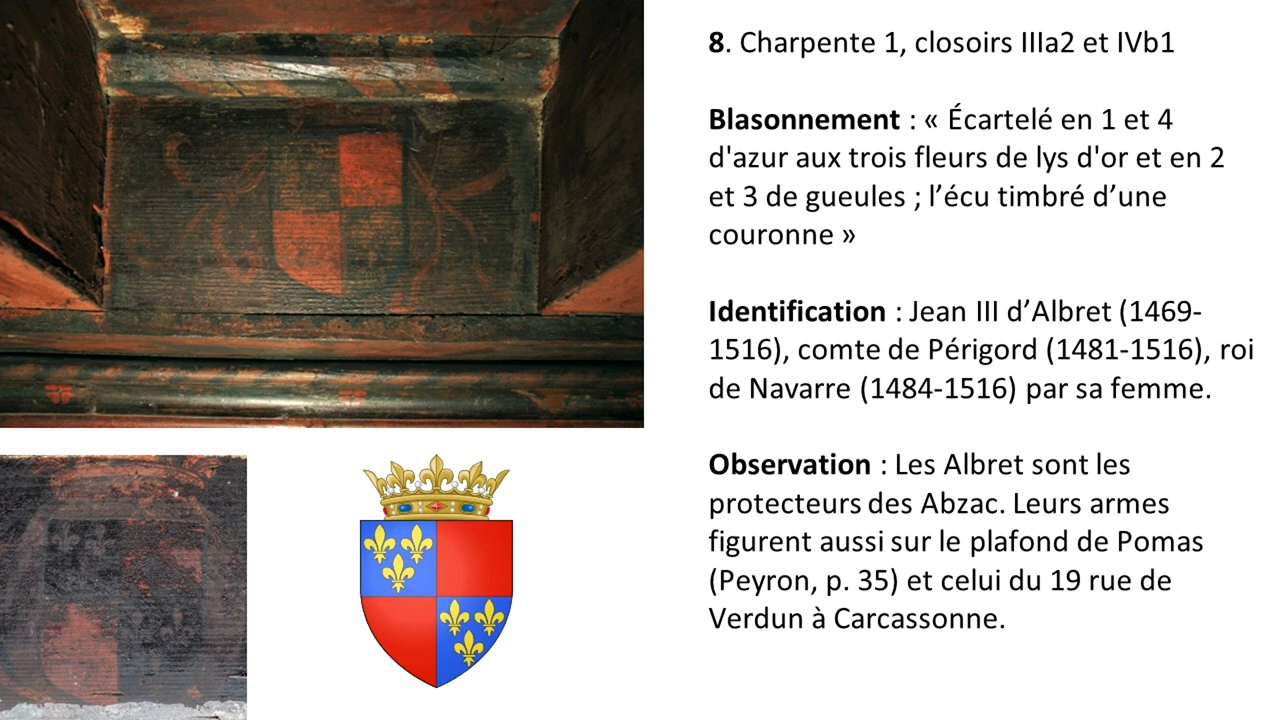 8. Charpente 1, closoirs IIIa2 et IVb1
Blasonnement : « Écartelé en 1 et 4
d'azur aux trois fleurs de lys d'or et en 2
et 3 de gueules ; l’écu timbré d’une
couronne »
Identification : Jean III d’Albret (1469-
1516), comte de Périgord (1481-1516), roi
de Navarre (1484-1516) par sa femme.
Observation : Les Albret sont les
protecteurs des Abzac. Leurs armes
figurent aussi sur le plafond de Pomas
(Peyron, p. 35) et celui du 19 rue de
Verdun à Carcassonne.